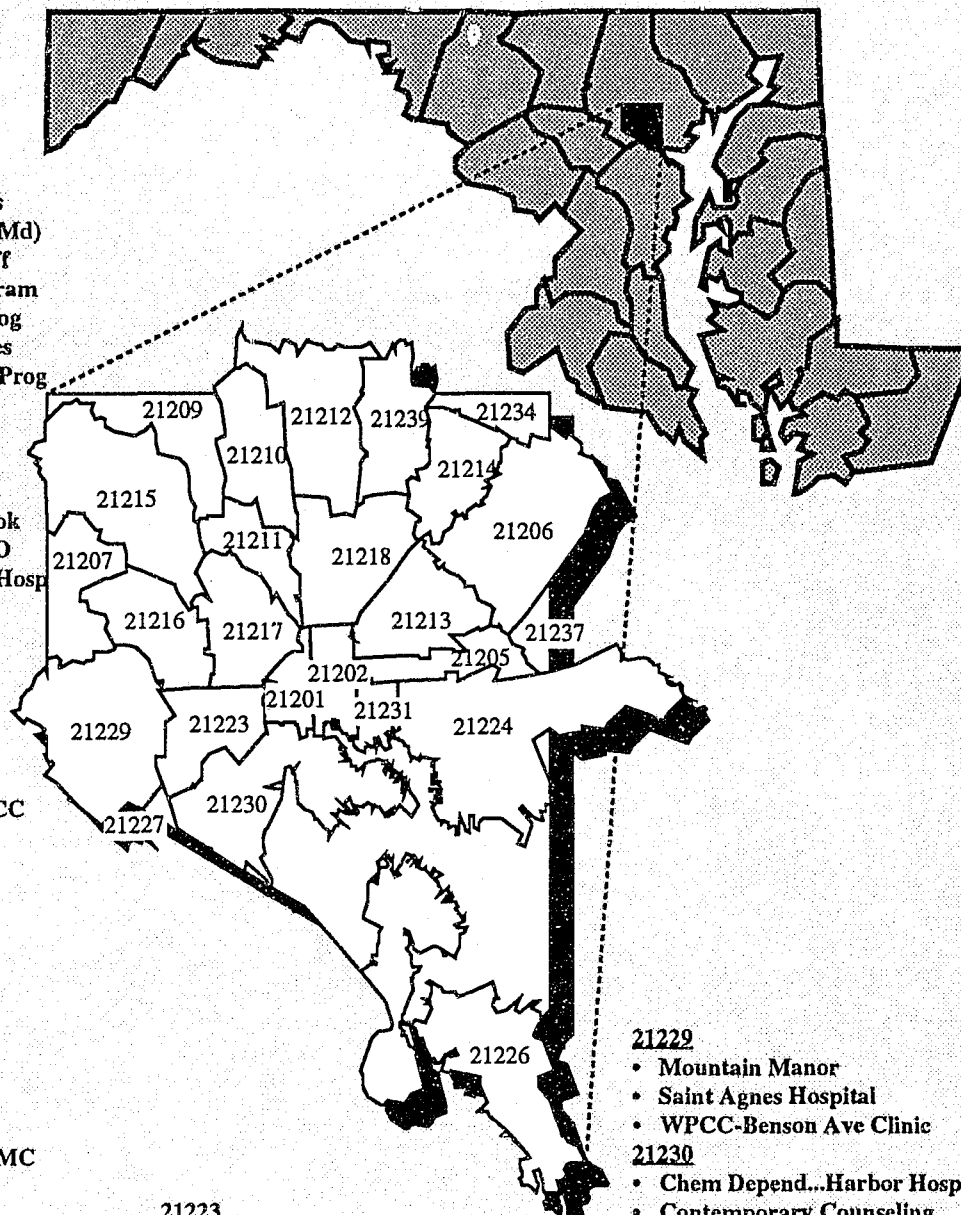 s
Md)
ff
ram
og
es
Prog
21209
21212
21239
21234
21210
21214
21215
21206
21211
21218
21207
21216
21217
21213
21237
21205
21202
21201
21231
21229
21223
21224
21230
21227
21226
ok
O
Hosp
CC
MC
21223
21229
• Mountain Manor
• Saint Agnes Hospital
• WPCC-Benson Ave Clinic
21230
• Chem Depend...Harbor Hosp
• Contemporary Counseling